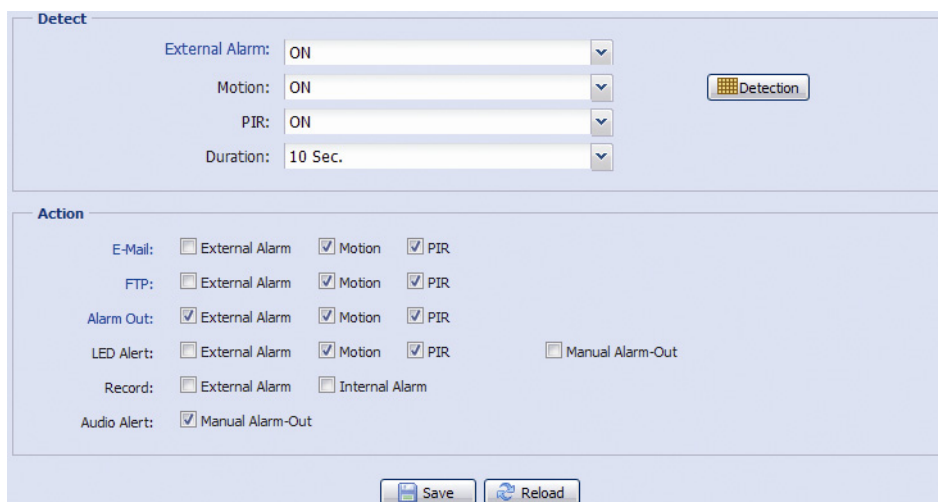 Detect
External Alarm: ON
Motion: ON Detection
PIR: ON
Duration: 10 Sec.
Action
E-Mail: External Alarm Motion PIR
FTP: External Alarm Motion PIR
Alarm Out: External Alarm Motion PIR
LED Alert: External Alarm Motion PIR Manual Alarm-Out
Record: External Alarm Internal Alarm
Audio Alert: Manual Alarm-Out
Save Reload